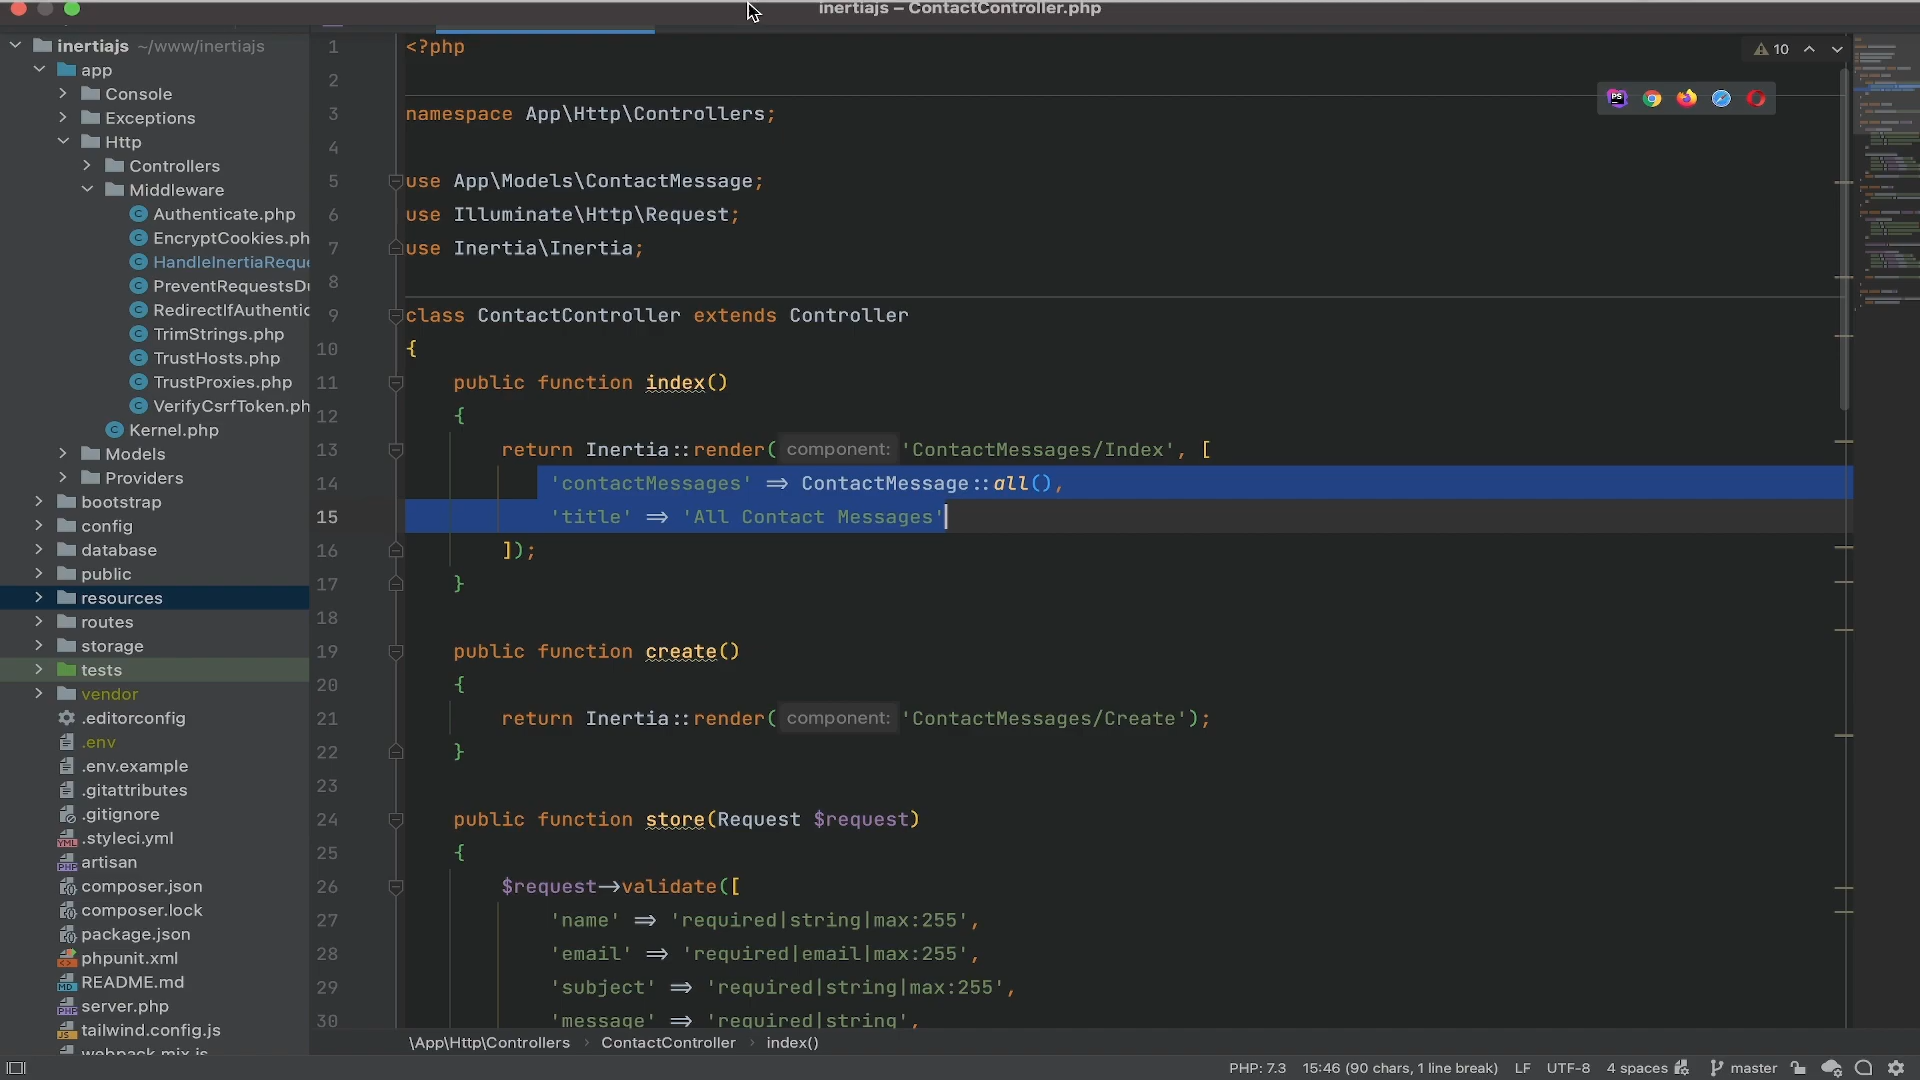 inertiajs – ContactController.php
inertiajs ~/www/inertiajs
app
Console
Exceptions
Http
Controllers
Middleware
Authenticate.php
EncryptCookies.ph
HandleInertiaReque
PreventRequestsDu
RedirectIfAuthentic
TrimStrings.php
TrustHosts.php
TrustProxies.php
VerifyCsrfToken.ph
Kernel.php
Models
Providers
bootstrap
config
database
public
resources
routes
storage
tests
vendor
.editorconfig
.env
.env.example
.gitattributes
.gitignore
.styleci.yml
artisan
composer.json
composer.lock
package.json
phpunit.xml
README.md
server.php
tailwind.config.js
webpack.mix.js
10
1 <?php
2
3 namespace App\Http\Controllers;
4
5 use App\Models\ContactMessage;
6 use Illuminate\Http\Request;
7 use Inertia\Inertia;
8
9 class ContactController extends Controller
10 {
11 public function index()
12 {
13 return Inertia::render( component: 'ContactMessages/Index', [
14 'contactMessages' => ContactMessage::all(),
15 'title' => 'All Contact Messages'
16 ]);
17 }
18
19 public function create()
20 {
21 return Inertia::render( component: 'ContactMessages/Create');
22 }
23
24 public function store(Request $request)
25 {
26 $request->validate([
27 'name' => 'required|string|max:255',
28 'email' => 'required|email|max:255',
29 'subject' => 'required|string|max:255',
30 'message' => 'required|string',
\App\Http\Controllers › ContactController › index()
PHP: 7.3 15:46 (90 chars, 1 line break) LF UTF-8 4 spaces master